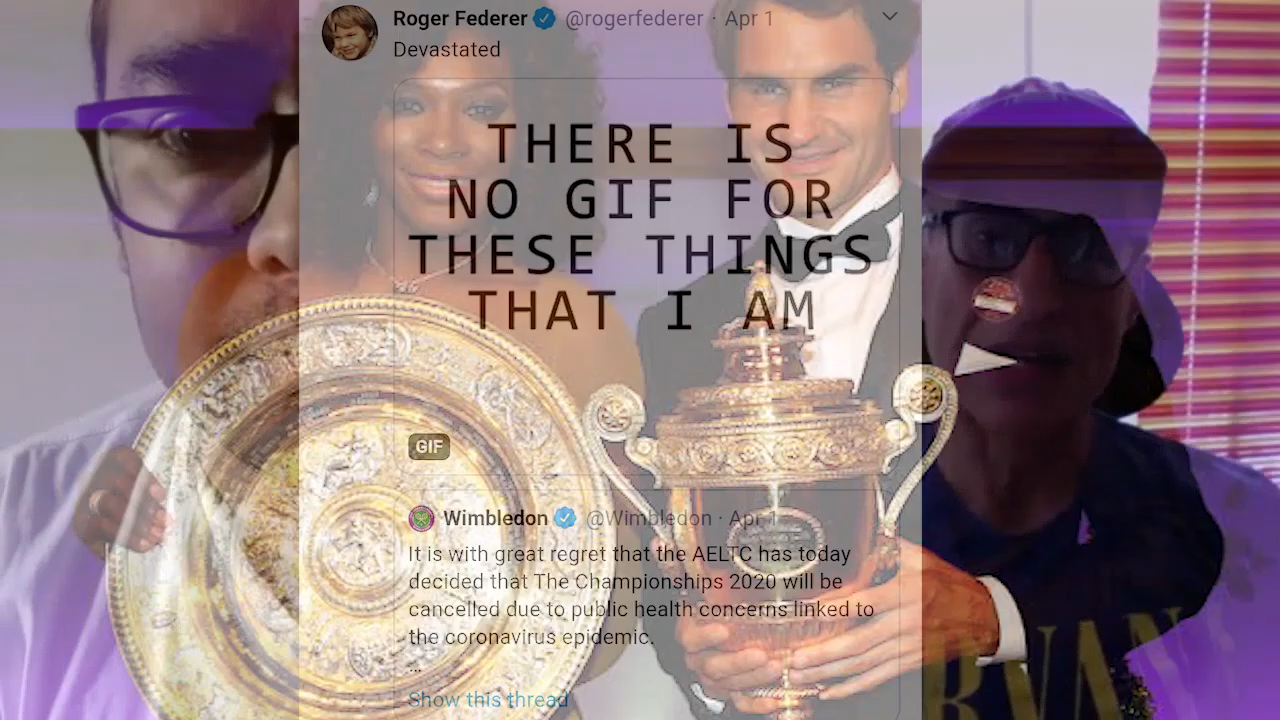 Roger Federer @rogerfederer · Apr 1
Devastated
THERE IS
NO GIF FOR
THESE THINGS
THAT I AM
GIF
Wimbledon @Wimbledon · Apr 1
It is with great regret that the AELTC has today
decided that The Championships 2020 will be
cancelled due to public health concerns linked to
the coronavirus epidemic.
...
Show this thread
RVAN